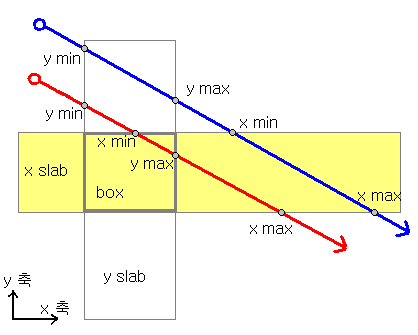 y min
y max
y min
x min
x min
y max
x slab
box
x max
x max
y slab
y 축
x 축